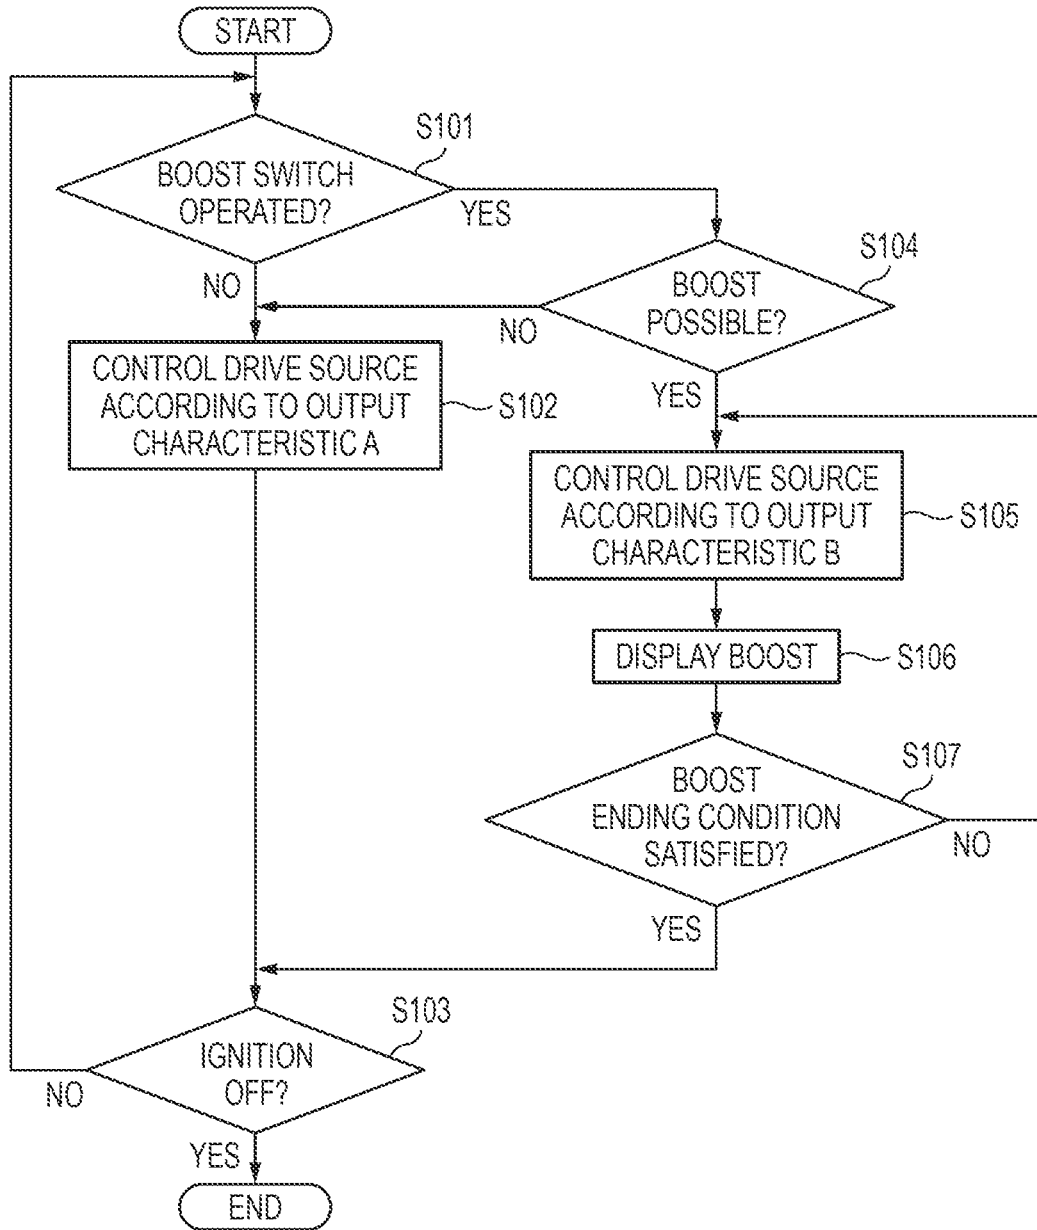 START
S101
BOOST SWITCH
OPERATED?
YES
NO
S104
BOOST
POSSIBLE?
NO
YES
CONTROL DRIVE SOURCE
ACCORDING TO OUTPUT
CHARACTERISTIC A
S102
CONTROL DRIVE SOURCE
ACCORDING TO OUTPUT
CHARACTERISTIC B
S105
DISPLAY BOOST
S106
S107
BOOST
ENDING CONDITION
SATISFIED?
NO
YES
S103
IGNITION
OFF?
NO
YES
END